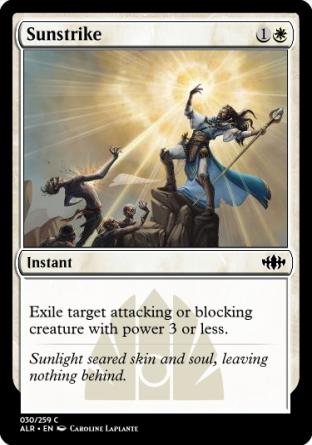 Sunstrike 1
Instant
Exile target attacking or blocking
creature with power 3 or less.
Sunlight seared skin and soul, leaving
nothing behind.
030/259 C
ALR • EN Caroline Laplante